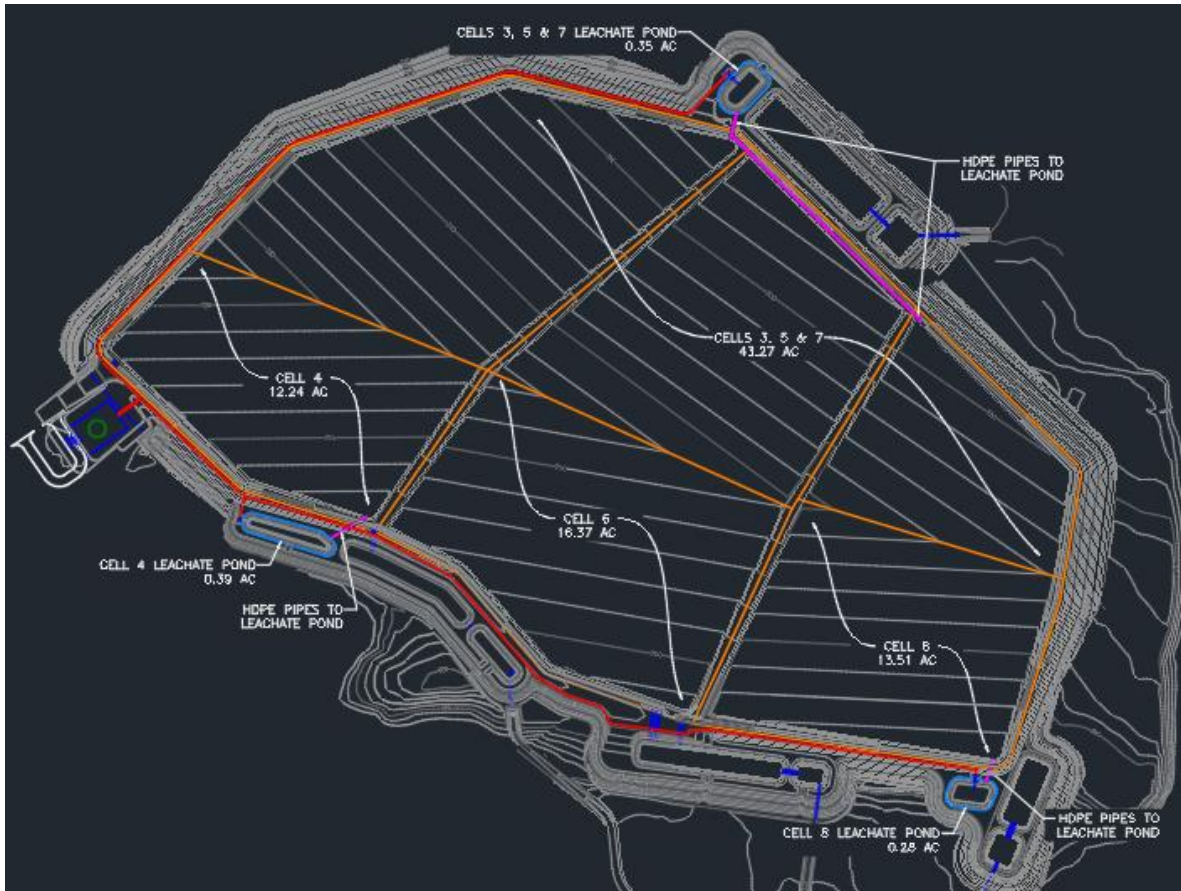 CELLS 3, 5 & 7 LEACHATE POND
0.35 AC
HDPE PIPES TO
LEACHATE POND
CELLS 3, 5 & 7
43.27 AC
CELL 4
12.24 AC
CELL 6
16.37 AC
CELL 4 LEACHATE POND
0.39 AC
HDPE PIPES TO
LEACHATE POND
CELL 8
13.51 AC
HDPE PIPES TO
LEACHATE POND
CELL 8 LEACHATE POND
0.28 AC